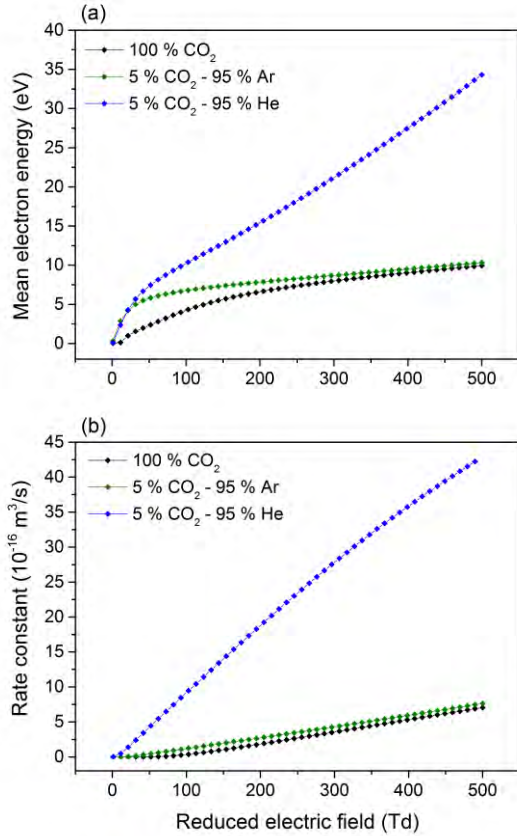 (a)
40
35
30
25
20
15
10
5
0
Mean electron energy (eV)
100 % CO₂
5 % CO₂ - 95 % Ar
5 % CO₂ - 95 % He
0 100 200 300 400 500
(b)
45
40
35
30
25
20
15
10
5
0
Rate constant (10⁻¹⁶ m³/s)
100 % CO₂
5 % CO₂ - 95 % Ar
5 % CO₂ - 95 % He
0 100 200 300 400 500
Reduced electric field (Td)